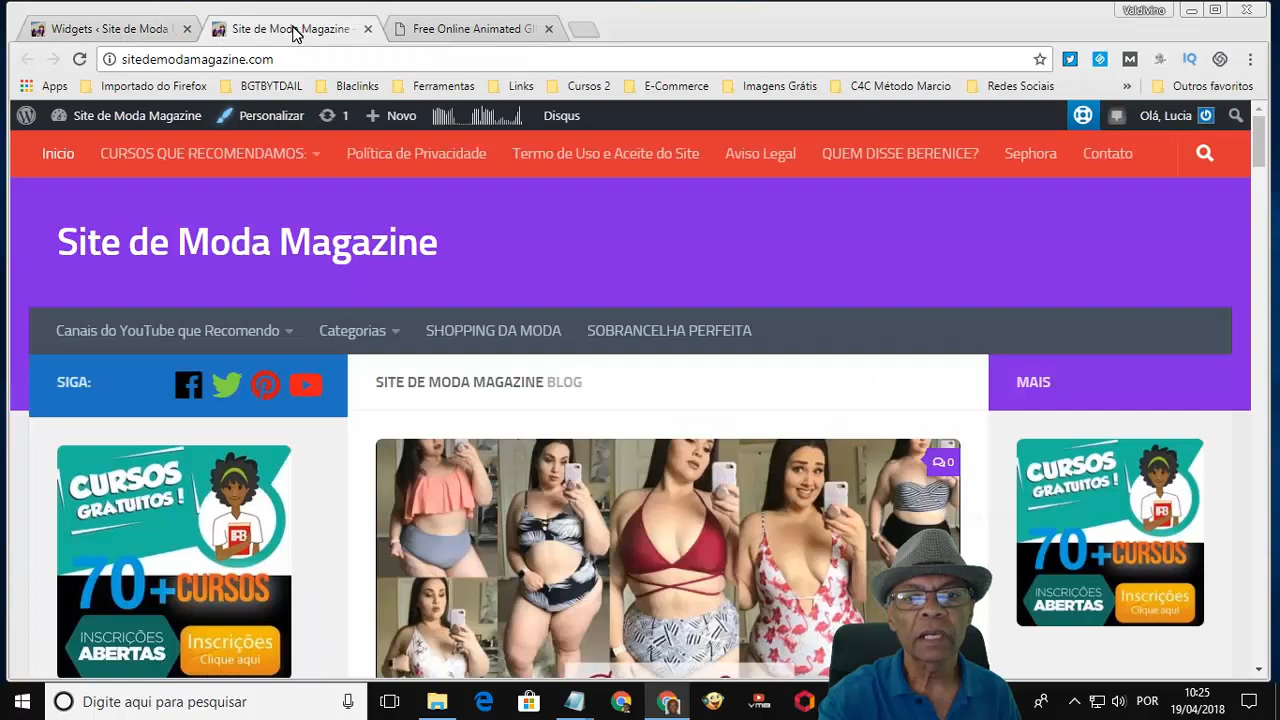 Valdivino
Widgets ‹ Site de Moda
Site de Moda Magazine -
Free Online Animated GI
sitedemodamagazine.com
Apps
Importado do Firefox
BGTBYTDAIL
Blaclinks
Ferramentas
Links
Cursos 2
E-Commerce
Imagens Grátis
C4C Método Marcio
Redes Sociais
»
Outros favoritos
Site de Moda Magazine
Personalizar
1
Novo
Disqus
Olá, Lucia
Inicio
CURSOS QUE RECOMENDAMOS:
Política de Privacidade
Termo de Uso e Aceite do Site
Aviso Legal
QUEM DISSE BERENICE?
Sephora
Contato
Site de Moda Magazine
Canais do YouTube que Recomendo
Categorias
SHOPPING DA MODA
SOBRANCELHA PERFEITA
SIGA:
SITE DE MODA MAGAZINE BLOG
MAIS
0
CURSOS
GRATUITOS!
70+CURSOS
INSCRIÇÕES
ABERTAS
Inscrições
Clique aqui
CURSOS
GRATUITOS!
70+CURSOS
INSCRIÇÕES
ABERTAS
Inscrições
Clique aqui
Digite aqui para pesquisar
POR
10:25
19/04/2018